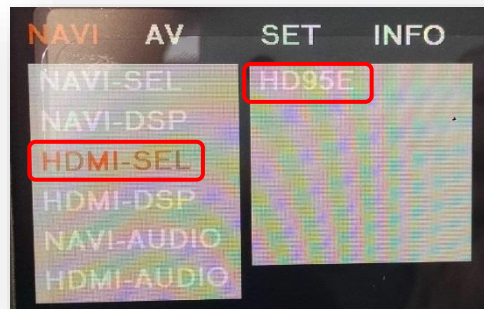 NAVI AV SET INFO
NAVI-SEL HD95E
NAVI-DSP
HDMI-SEL
HDMI-DSP
NAVI-AUDIO
HDMI-AUDIO